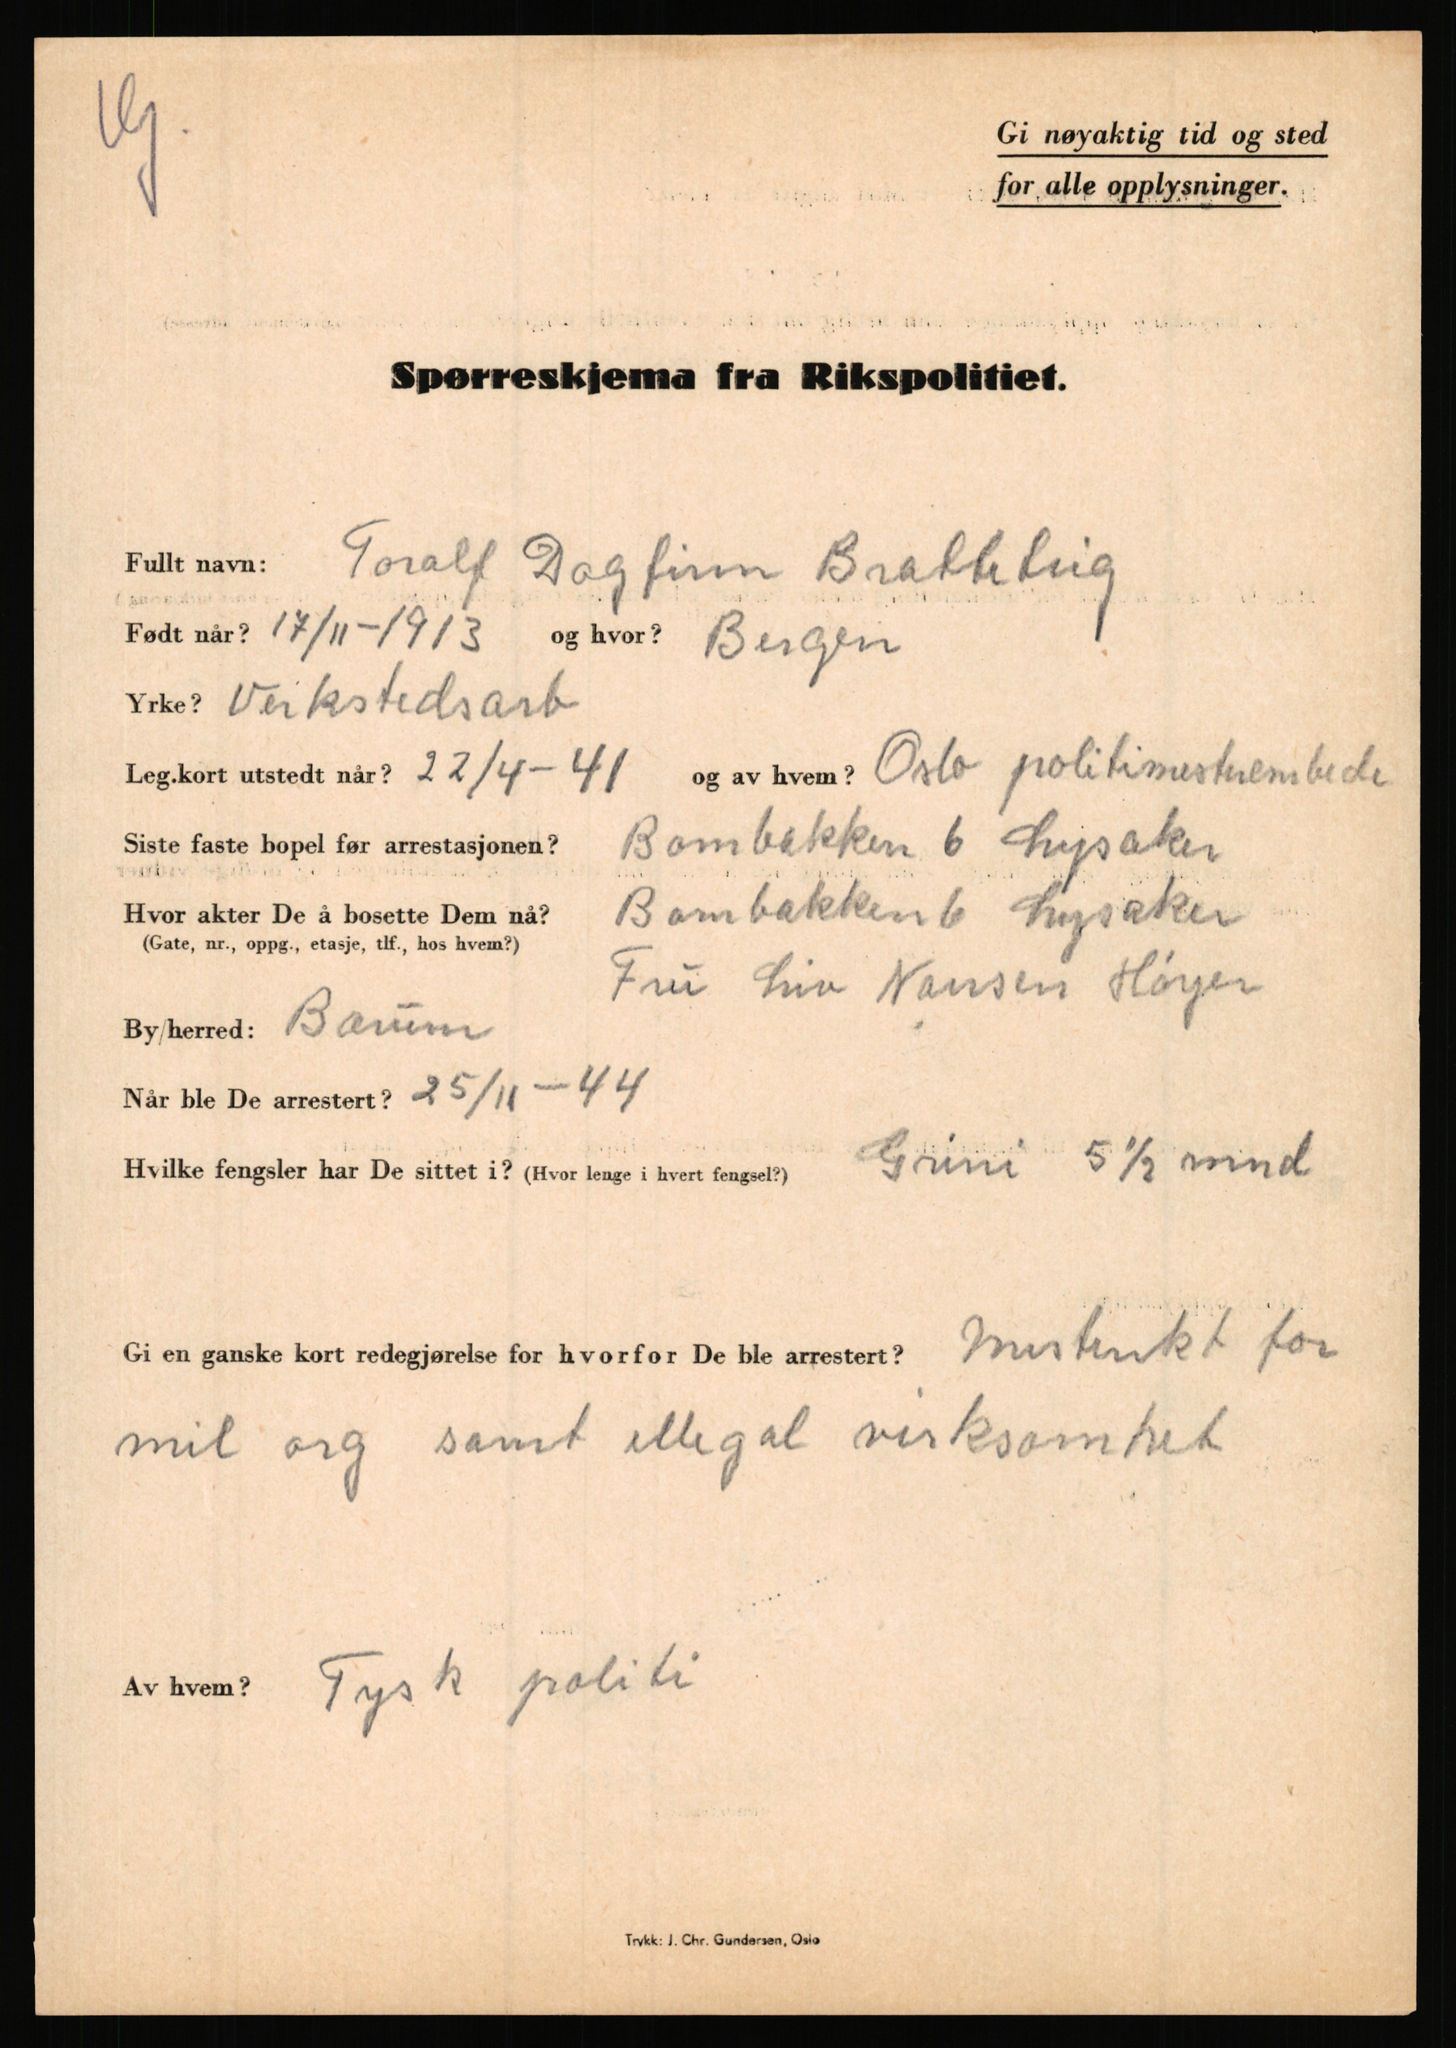 Gi nøyaktig tid og sted
for alle opplysninger.
Spørreskjema fra Rikspolitiet.
Fullt navn: Toralf Dagfinn Bratteteig
Født når? 17/11-1913 og hvor? Bergen
Yrke? Verkstedsarb
Leg.kort utstedt når? 22/4-41 og av hvem? Oslo politimesterembede
Siste faste bopel før arrestasjonen? Bombakken 6 Lysaker
Hvor akter De å bosette Dem nå? Bombakken 6 Lysaker
(Gate, nr., oppg., etasje, tlf., hos hvem?)
Fru Liv Nansen Høyer
By/herred: Bærum
Når ble De arrestert? 25/11-44
Hvilke fengsler har De sittet i? (Hvor lenge i hvert fengsel?) Grini 5 1/2 mnd
Gi en ganske kort redegjørelse for hvorfor De ble arrestert? Mistenkt for
mil org samt illegal virksomhet
Av hvem? Tysk politi
Trykk: J. Chr. Gundersen, Oslo